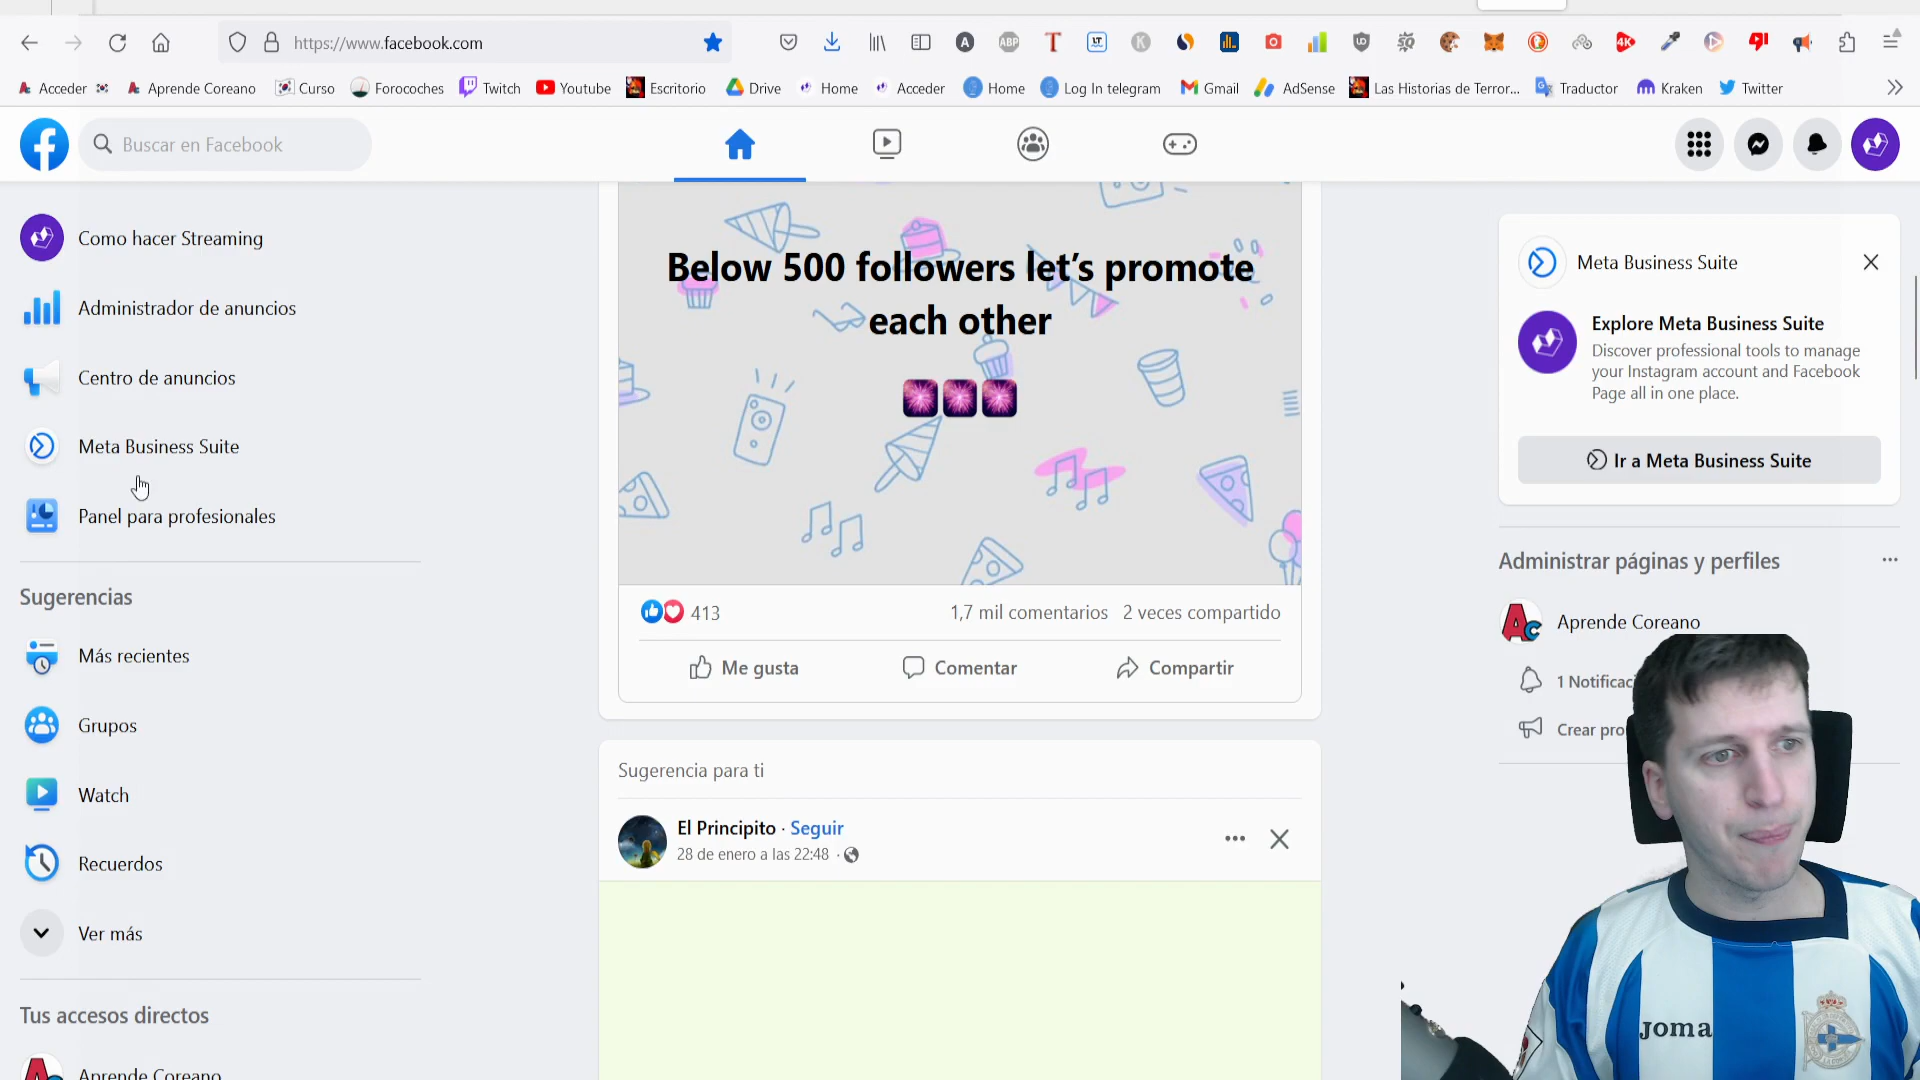 https://www.facebook.com
Acceder
Aprende Coreano
Curso
Forocoches
Twitch
Youtube
Escritorio
Drive
Home
Acceder
Home
Log In telegram
Gmail
AdSense
Las Historias de Terror...
Traductor
Kraken
Twitter
Buscar en Facebook
Como hacer Streaming
Administrador de anuncios
Centro de anuncios
Meta Business Suite
Panel para profesionales
Sugerencias
Más recientes
Grupos
Watch
Recuerdos
Ver más
Tus accesos directos
Aprende Coreano
Below 500 followers let's promote
each other
413
1,7 mil comentarios 2 veces compartido
Me gusta
Comentar
Compartir
Sugerencia para ti
El Principito · Seguir
28 de enero a las 22:48 ·
Meta Business Suite
Explore Meta Business Suite
Discover professional tools to manage
your Instagram account and Facebook
Page all in one place.
Ir a Meta Business Suite
Administrar páginas y perfiles
Aprende Coreano
1 Notificaci
Crear pro
Joma